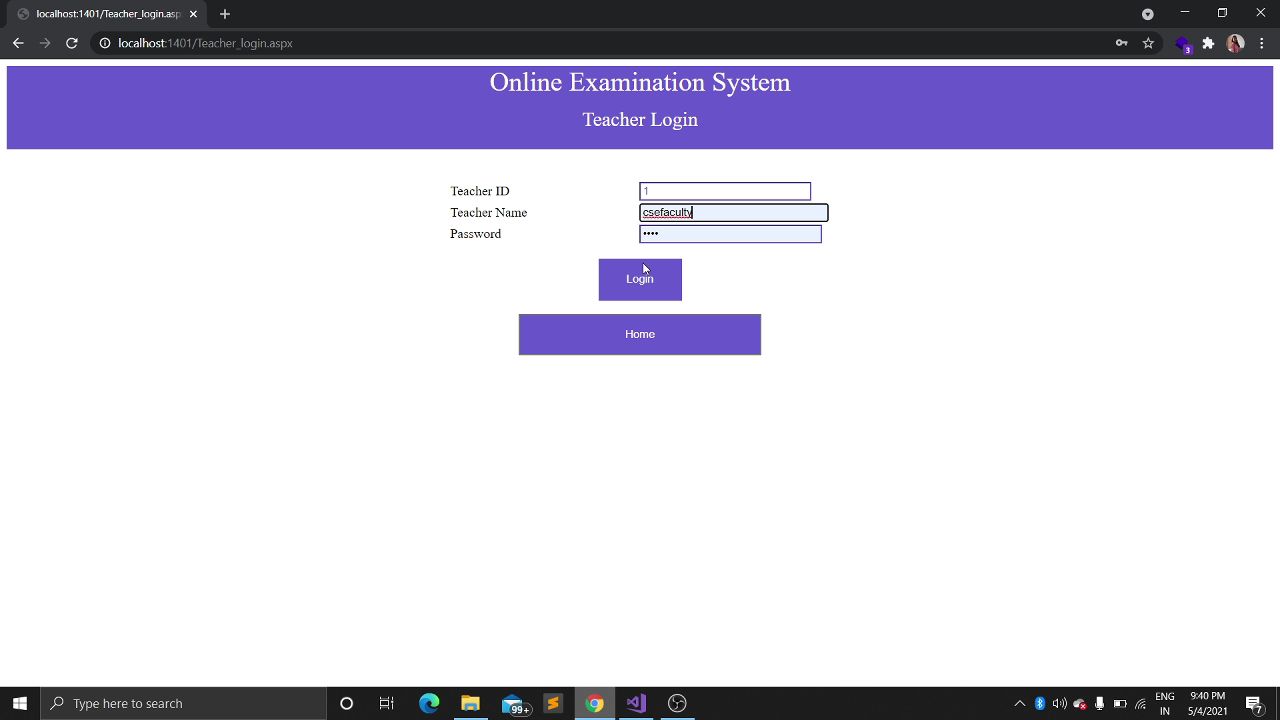 localhost:1401/Teacher_login.asp
localhost:1401/Teacher_login.aspx
3
Online Examination System
Teacher Login
Teacher ID
1
Teacher Name
csefaculty
Password
••••
Login
Home
Type here to search
99+
ENG
IN
9:40 PM
5/4/2021
7